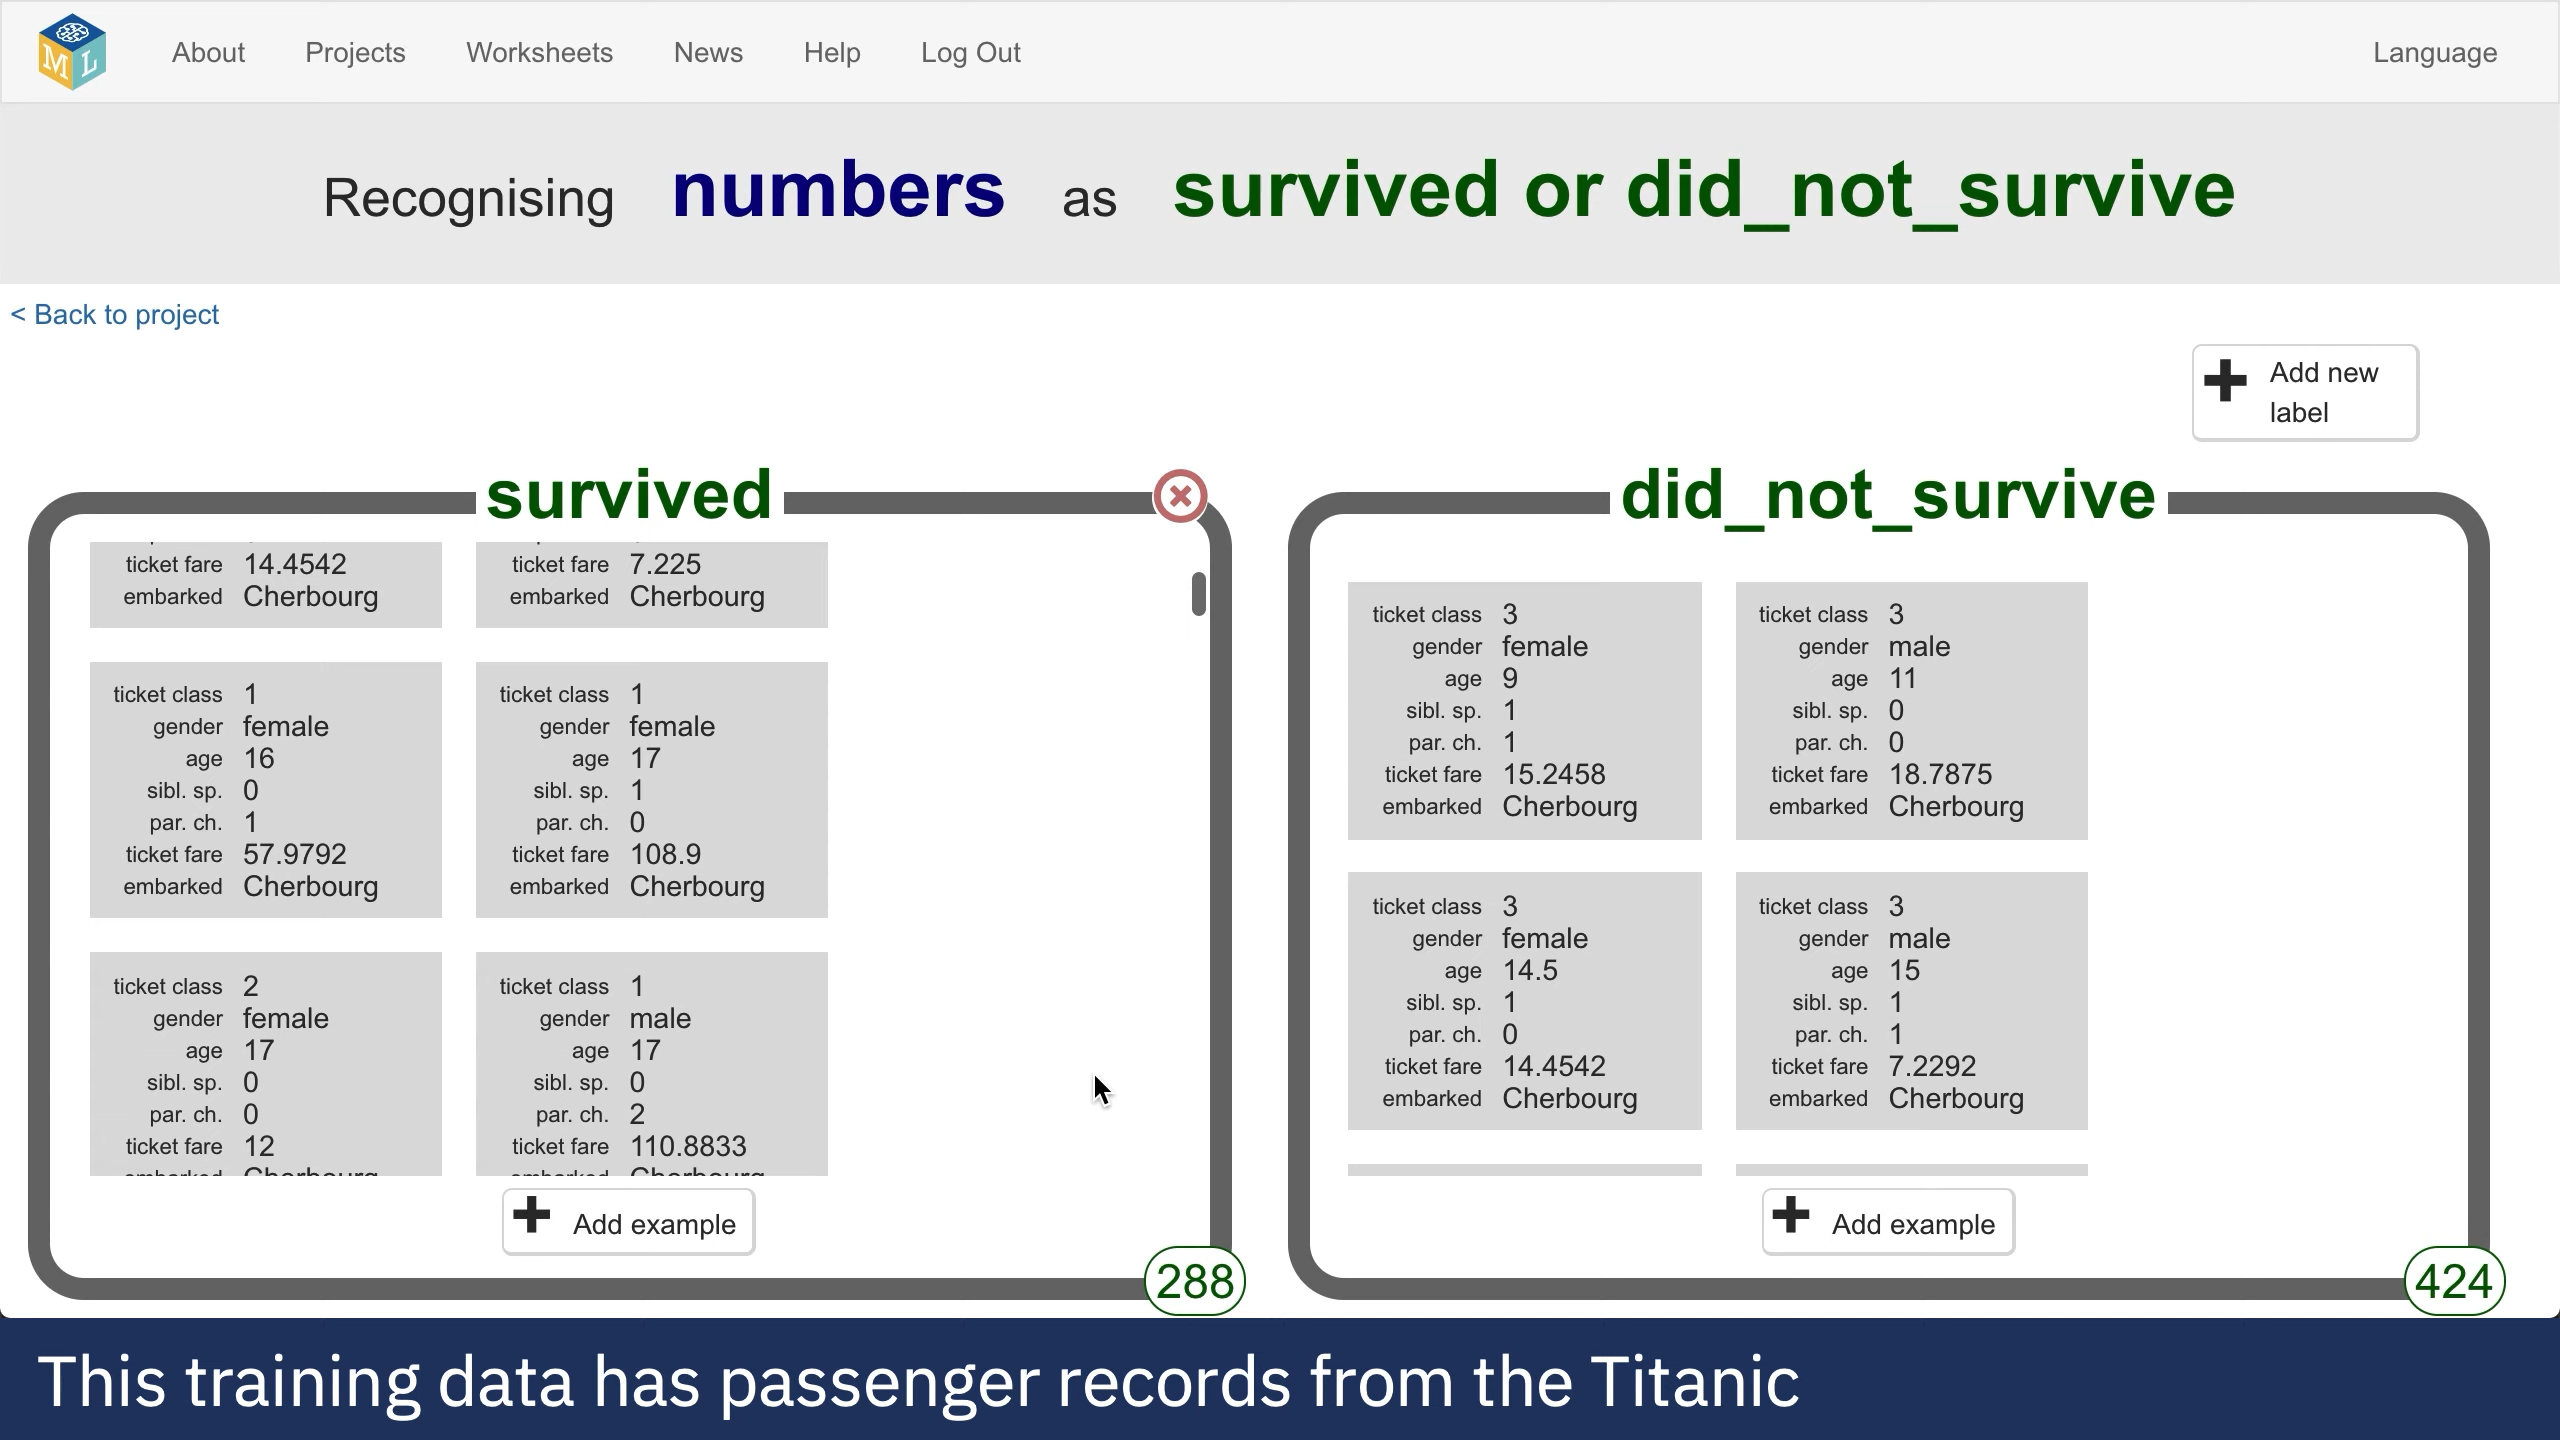 M L
About Projects Worksheets News Help Log Out Language
Recognising numbers as survived or did_not_survive
< Back to project
Add new
label
survived
ticket fare 14.4542
embarked Cherbourg
ticket fare 7.225
embarked Cherbourg
ticket class 1
gender female
age 16
sibl. sp. 0
par. ch. 1
ticket fare 57.9792
embarked Cherbourg
ticket class 1
gender female
age 17
sibl. sp. 1
par. ch. 0
ticket fare 108.9
embarked Cherbourg
ticket class 2
gender female
age 17
sibl. sp. 0
par. ch. 0
ticket fare 12
embarked Cherbourg
ticket class 1
gender male
age 17
sibl. sp. 0
par. ch. 2
ticket fare 110.8833
embarked Cherbourg
Add example
288
did_not_survive
ticket class 3
gender female
age 9
sibl. sp. 1
par. ch. 1
ticket fare 15.2458
embarked Cherbourg
ticket class 3
gender male
age 11
sibl. sp. 0
par. ch. 0
ticket fare 18.7875
embarked Cherbourg
ticket class 3
gender female
age 14.5
sibl. sp. 1
par. ch. 0
ticket fare 14.4542
embarked Cherbourg
ticket class 3
gender male
age 15
sibl. sp. 1
par. ch. 1
ticket fare 7.2292
embarked Cherbourg
Add example
424
This training data has passenger records from the Titanic